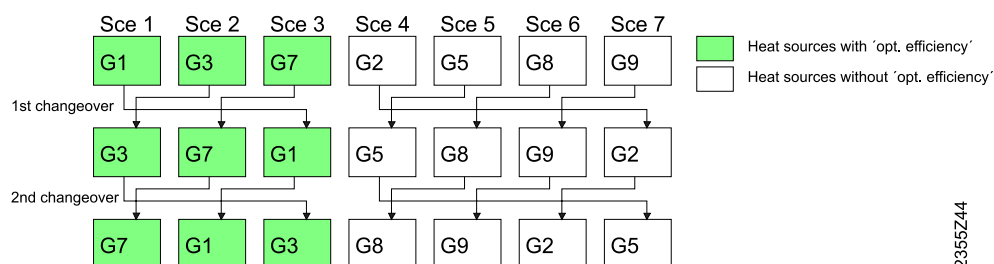 Sce 1 Sce 2 Sce 3 Sce 4 Sce 5 Sce 6 Sce 7
G1 G3 G7 G2 G5 G8 G9
Heat sources with ´opt. efficiency´
Heat sources without ´opt. efficiency´
1st changeover
G3 G7 G1 G5 G8 G9 G2
2nd changeover
G7 G1 G3 G8 G9 G2 G5
2355Z44